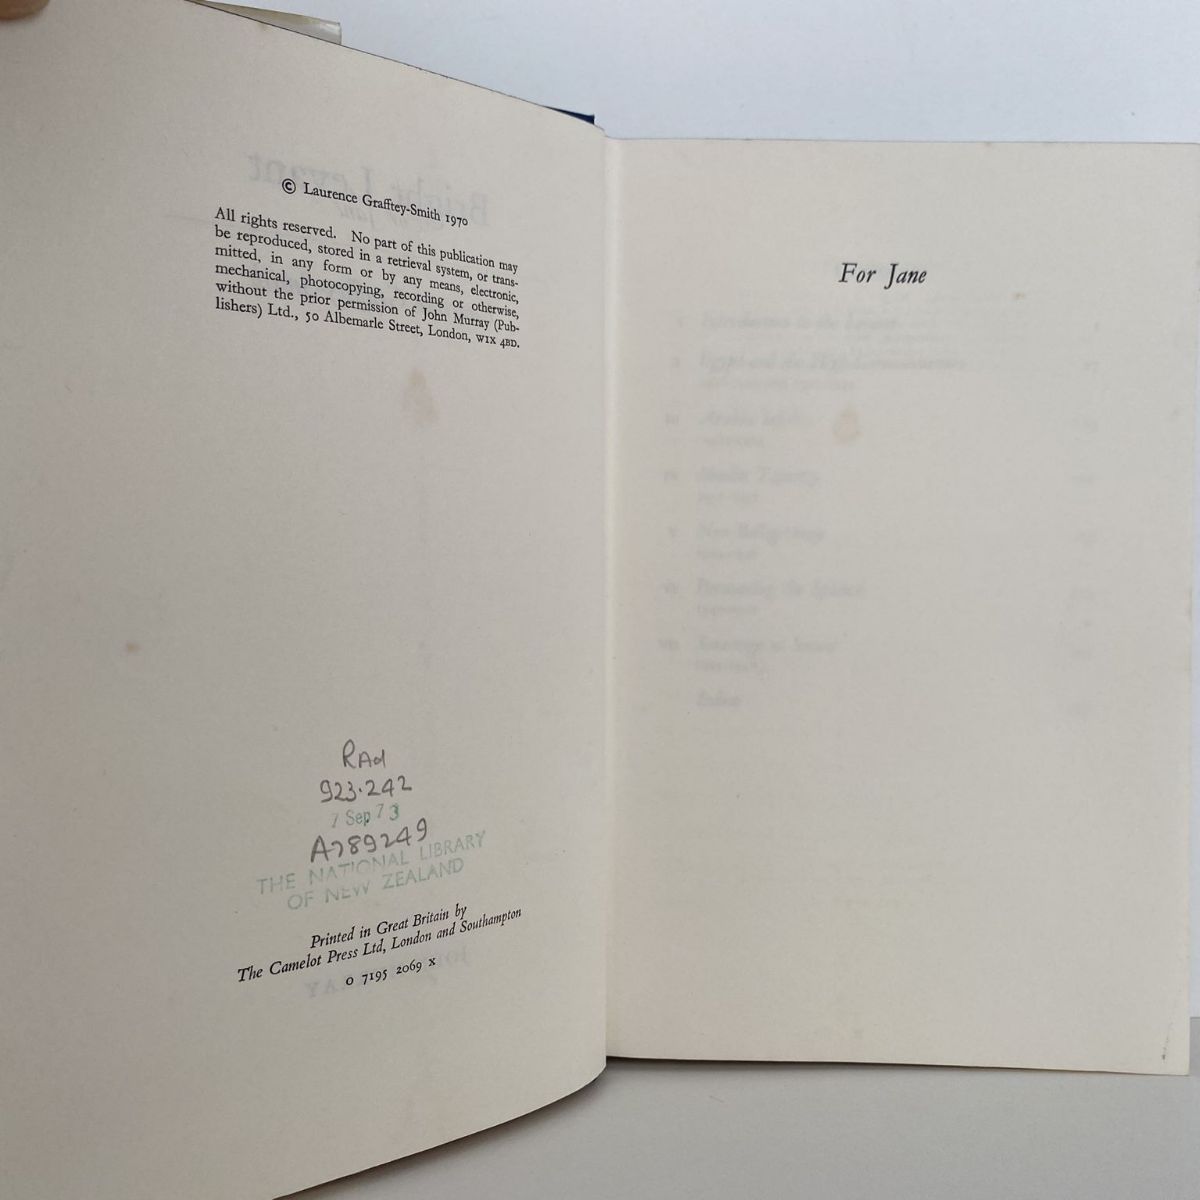 © Laurence Grafftey-Smith 1970
All rights reserved. No part of this publication may
be reproduced, stored in a retrieval system, or trans-
mitted, in any form or by any means, electronic,
mechanical, photocopying, recording or otherwise,
without the prior permission of John Murray (Pub-
lishers) Ltd., 50 Albemarle Street, London, W1X 4BD.
RAd
923.242
7 Sep 73
A789249
THE NATIONAL LIBRARY
OF NEW ZEALAND
Printed in Great Britain by
The Camelot Press Ltd, London and Southampton
0 7195 2069 X
For Jane